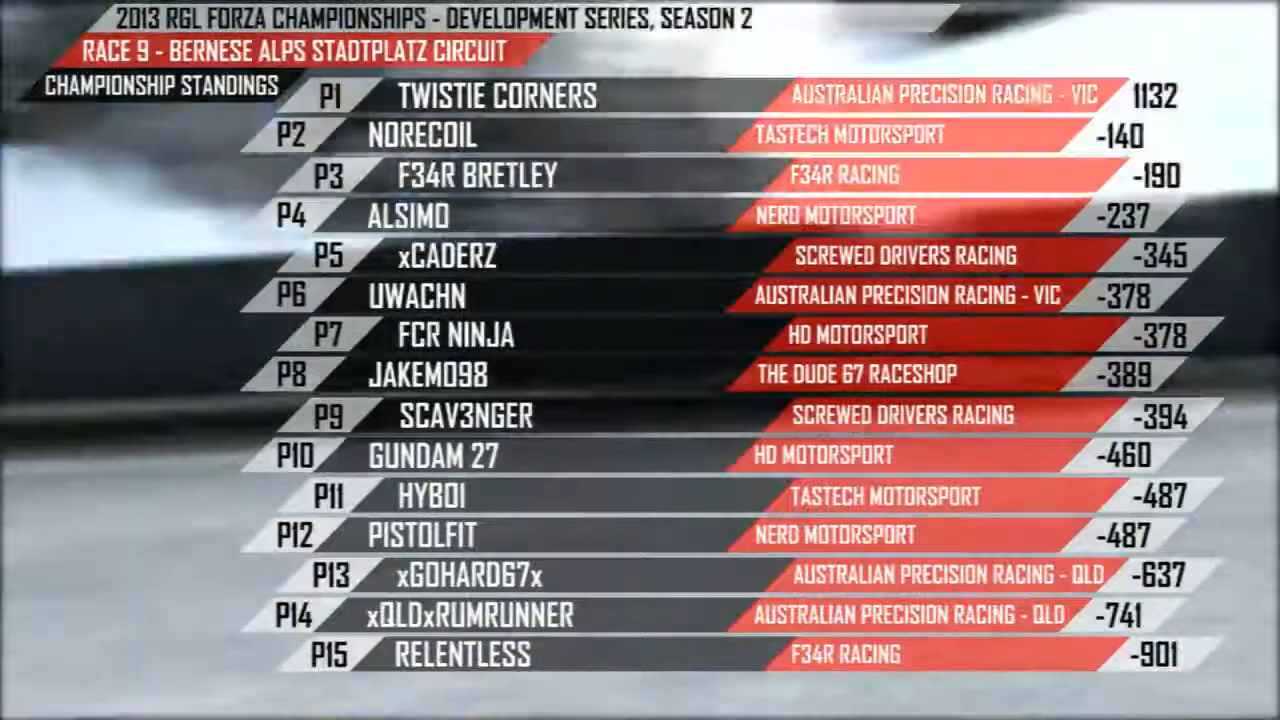 2013 RGL FORZA CHAMPIONSHIPS - DEVELOPMENT SERIES, SEASON 2
RACE 9 - BERNESE ALPS STADTPLATZ CIRCUIT
CHAMPIONSHIP STANDINGS
P1 TWISTIE CORNERS AUSTRALIAN PRECISION RACING - VIC 1132
P2 NORECOIL TASTECH MOTORSPORT -140
P3 F34R BRETLEY F34R RACING -190
P4 ALSIMO NERD MOTORSPORT -237
P5 xCADERZ SCREWED DRIVERS RACING -345
P6 UWACHN AUSTRALIAN PRECISION RACING - VIC -378
P7 FCR NINJA HD MOTORSPORT -378
P8 JAKEMO98 THE DUDE 67 RACESHOP -389
P9 SCAV3NGER SCREWED DRIVERS RACING -394
P10 GUNDAM 27 HD MOTORSPORT -460
P11 HYBOI TASTECH MOTORSPORT -487
P12 PISTOLFIT NERD MOTORSPORT -487
P13 xGOHARD67x AUSTRALIAN PRECISION RACING - QLD -637
P14 xQLDxRUMRUNNER AUSTRALIAN PRECISION RACING - QLD -741
P15 RELENTLESS F34R RACING -901